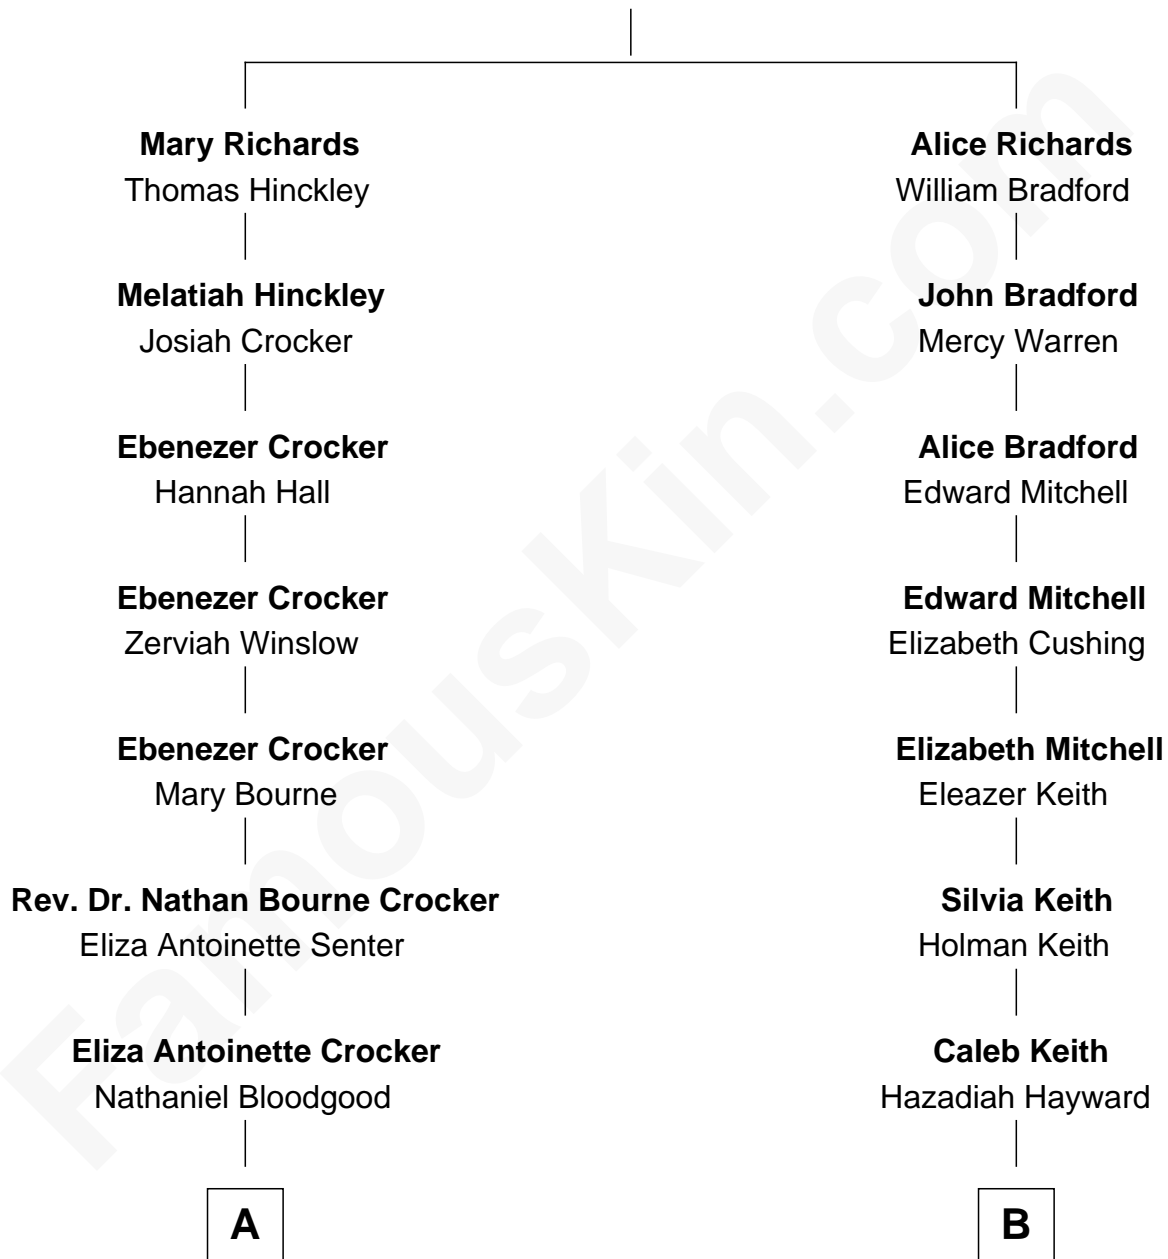 Mary Richards
Thomas Hinckley
Melatiah Hinckley
Josiah Crocker
Ebenezer Crocker
Hannah Hall
Ebenezer Crocker
Zerviah Winslow
Ebenezer Crocker
Mary Bourne
Rev. Dr. Nathan Bourne Crocker
Eliza Antoinette Senter
Eliza Antoinette Crocker
Nathaniel Bloodgood
A
Alice Richards
William Bradford
John Bradford
Mercy Warren
Alice Bradford
Edward Mitchell
Edward Mitchell
Elizabeth Cushing
Elizabeth Mitchell
Eleazer Keith
Silvia Keith
Holman Keith
Caleb Keith
Hazadiah Hayward
B
FamousKin.com